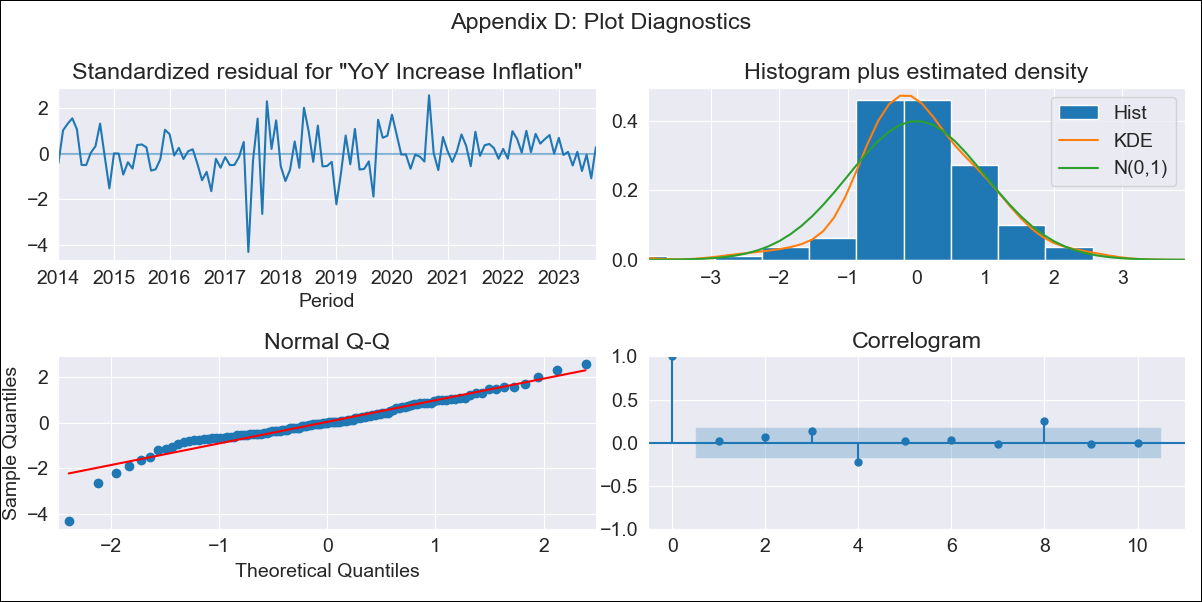 Appendix D: Plot Diagnostics
Standardized residual for "YoY Increase Inflation"
2
0
−2
−4
2014 2015 2016 2017 2018 2019 2020 2021 2022 2023
Period
Histogram plus estimated density
Hist
KDE
N(0,1)
0.4
0.2
0.0
−3 −2 −1 0 1 2 3
Normal Q-Q
Sample Quantiles
2
0
−2
−4
−2 −1 0 1 2
Theoretical Quantiles
Correlogram
1.0
0.5
0.0
−0.5
−1.0
0 2 4 6 8 10